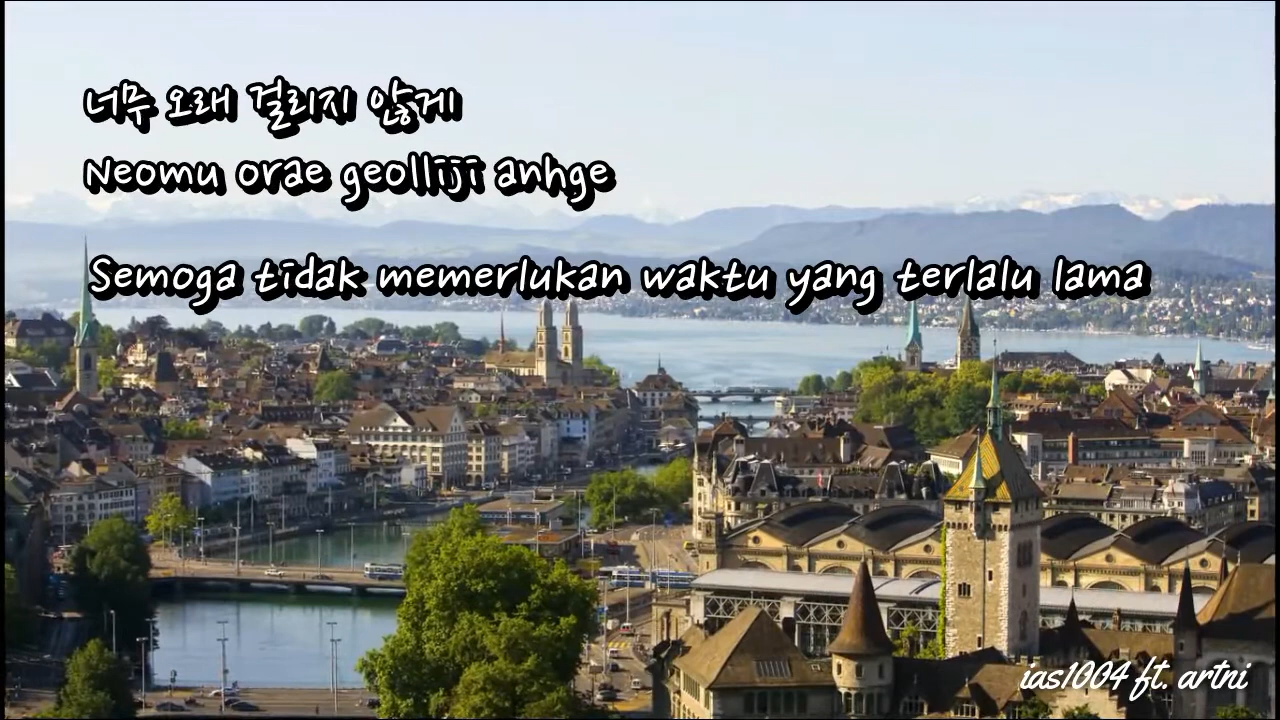 너무 오래 걸리지 않게
Neomu orae geolliji anhge
Semoga tidak memerlukan waktu yang terlalu lama
ias1004 ft. artni